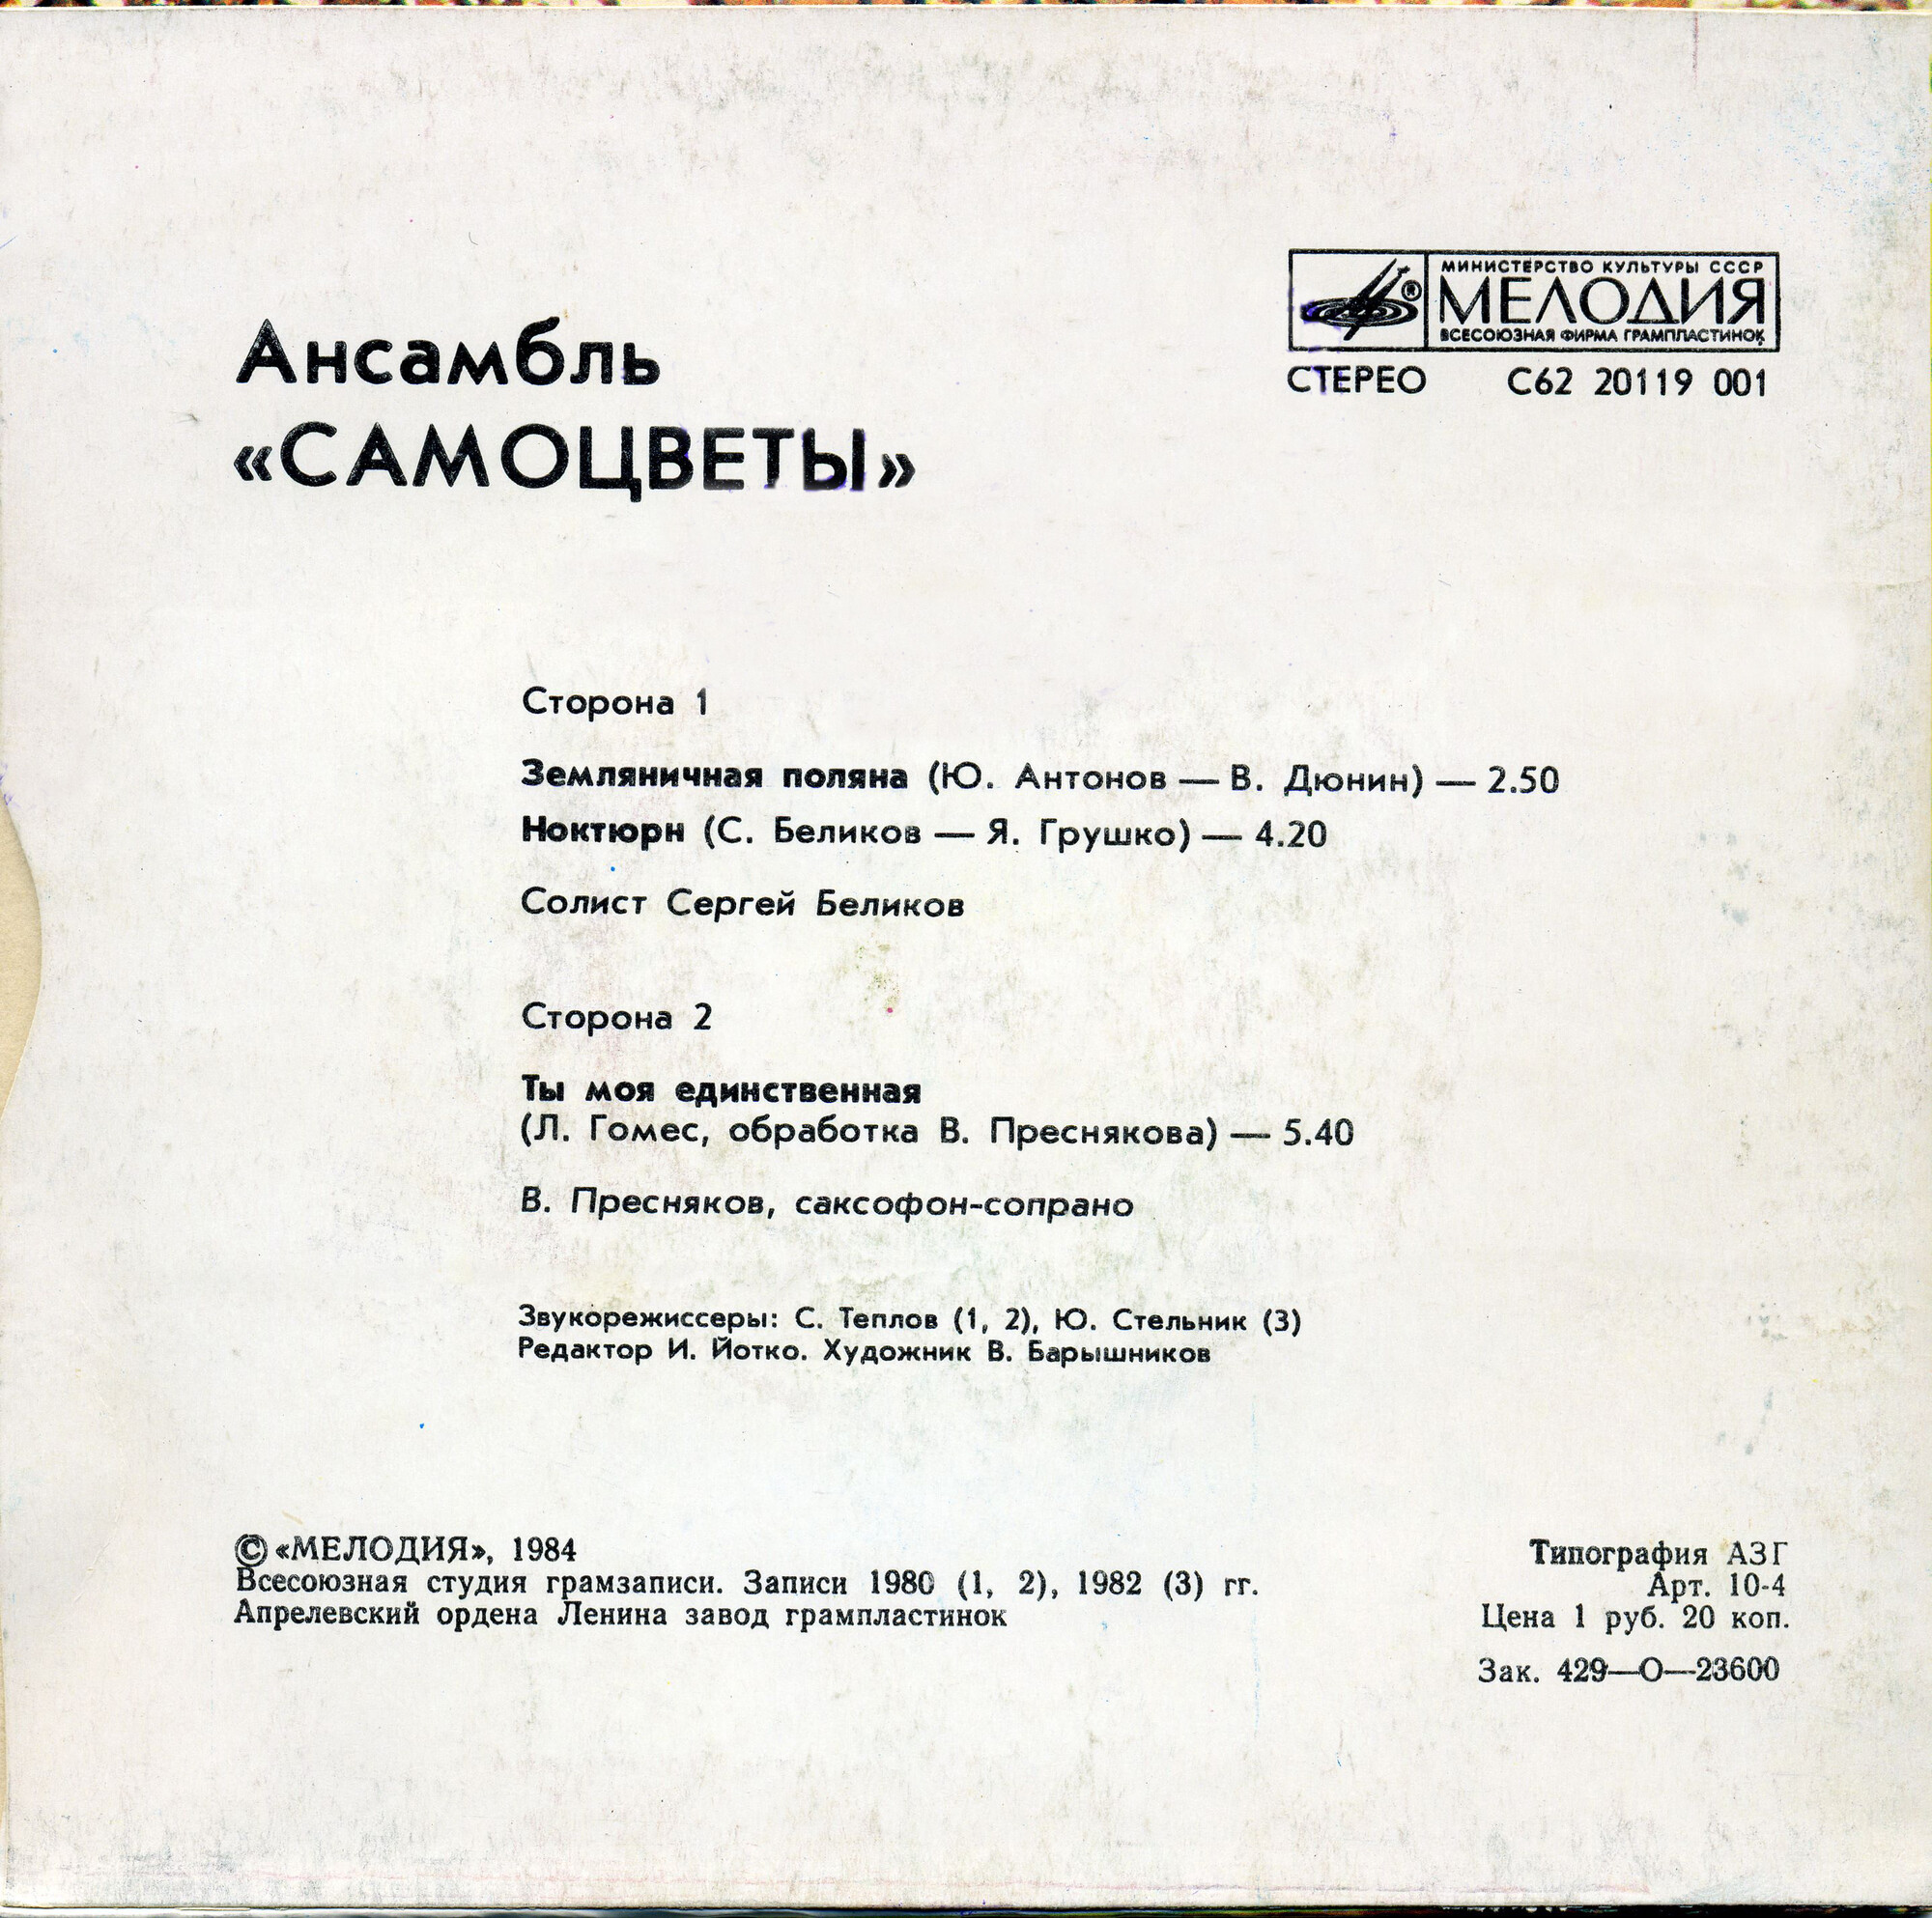 МИНИСТЕРСТВО КУЛЬТУРЫ СССР
МЕЛОДИЯ
ВСЕСОЮЗНАЯ ФИРМА ГРАМПЛАСТИНОК
®
СТЕРЕО С62 20119 001
Ансамбль
«САМОЦВЕТЫ»
Сторона 1
Земляничная поляна (Ю. Антонов — В. Дюнин) — 2.50
Ноктюрн (С. Беликов — Я. Грушко) — 4.20
Солист Сергей Беликов
Сторона 2
Ты моя единственная
(Л. Гомес, обработка В. Преснякова) — 5.40
В. Пресняков, саксофон-сопрано
Звукорежиссеры: С. Теплов (1, 2), Ю. Стельник (3)
Редактор И. Йотко. Художник В. Барышников
© «МЕЛОДИЯ», 1984
Всесоюзная студия грамзаписи. Записи 1980 (1, 2), 1982 (3) гг.
Апрелевский ордена Ленина завод грампластинок
Типография АЗГ
Арт. 10-4
Цена 1 руб. 20 коп.
Зак. 429—О—23600